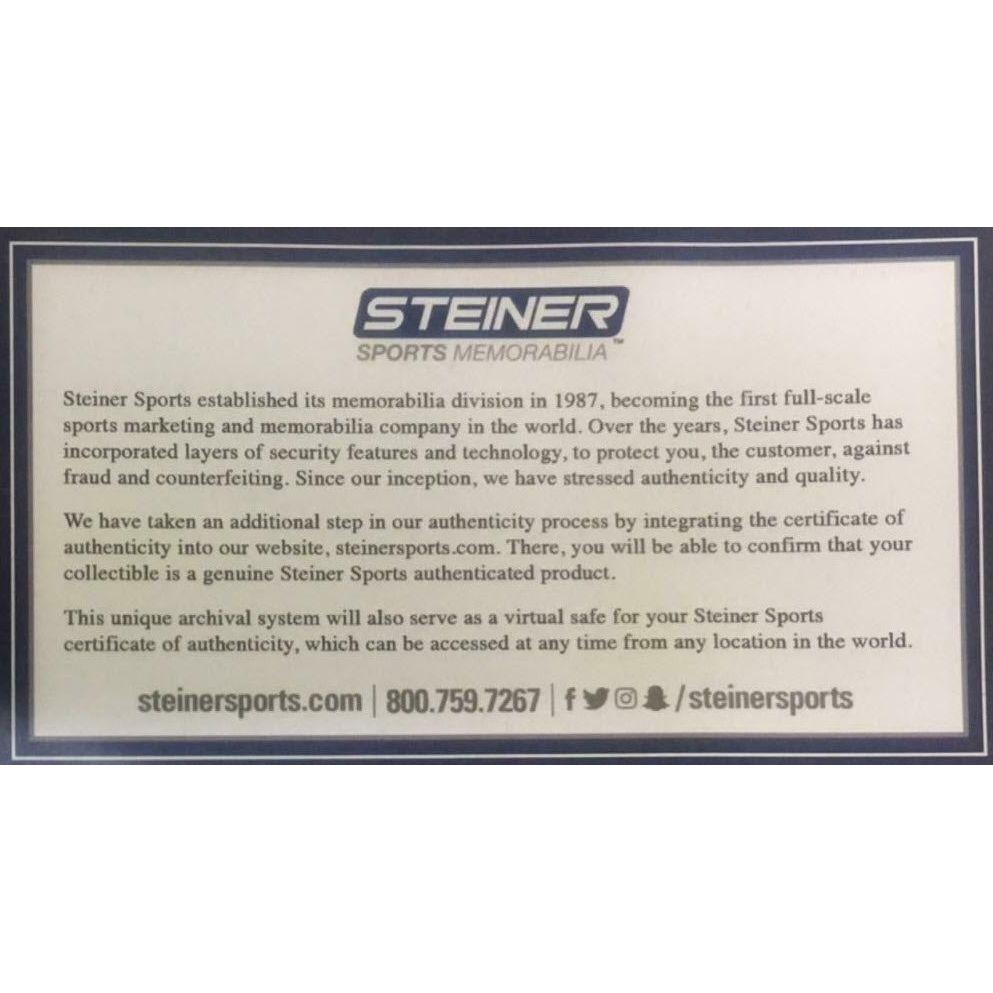 STEINER
SPORTS MEMORABILIA™
Steiner Sports established its memorabilia division in 1987, becoming the first full-scale
sports marketing and memorabilia company in the world. Over the years, Steiner Sports has
incorporated layers of security features and technology, to protect you, the customer, against
fraud and counterfeiting. Since our inception, we have stressed authenticity and quality.
We have taken an additional step in our authenticity process by integrating the certificate of
authenticity into our website, steinersports.com. There, you will be able to confirm that your
collectible is a genuine Steiner Sports authenticated product.
This unique archival system will also serve as a virtual safe for your Steiner Sports
certificate of authenticity, which can be accessed at any time from any location in the world.
steinersports.com | 800.759.7267 | f /steinersports